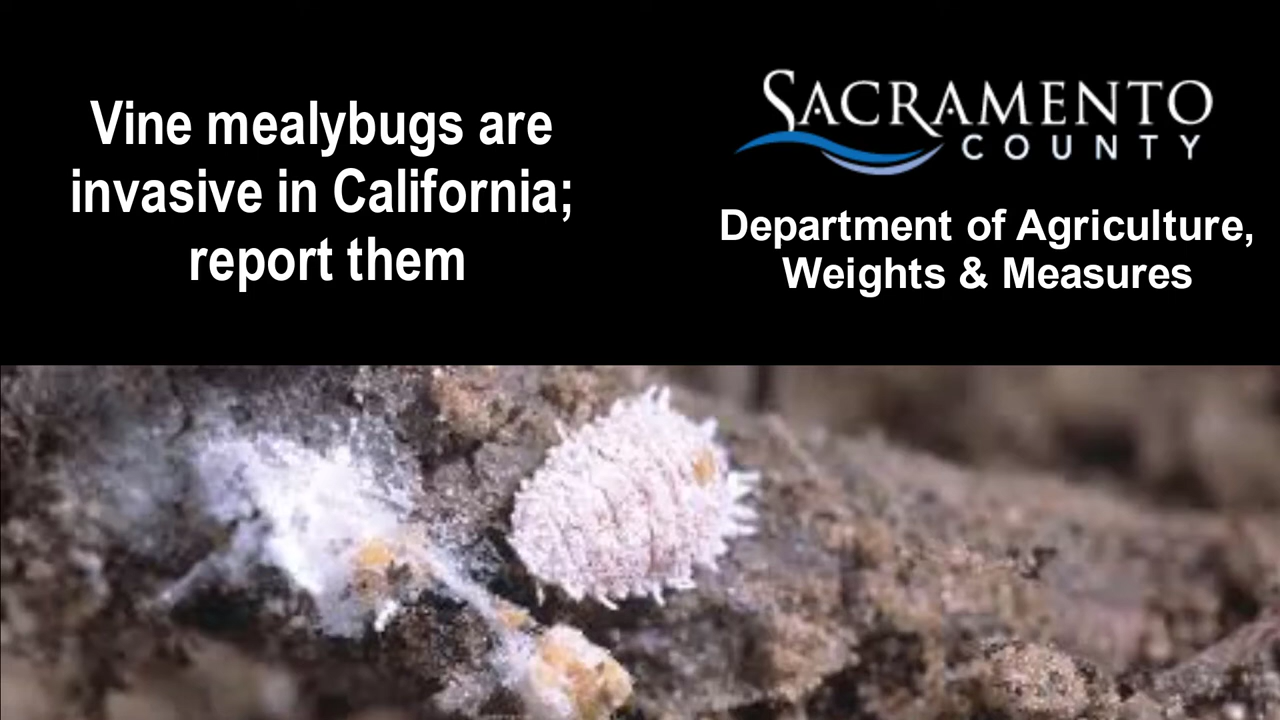 Vine mealybugs are
invasive in California;
report them
SACRAMENTO
COUNTY
Department of Agriculture,
Weights & Measures